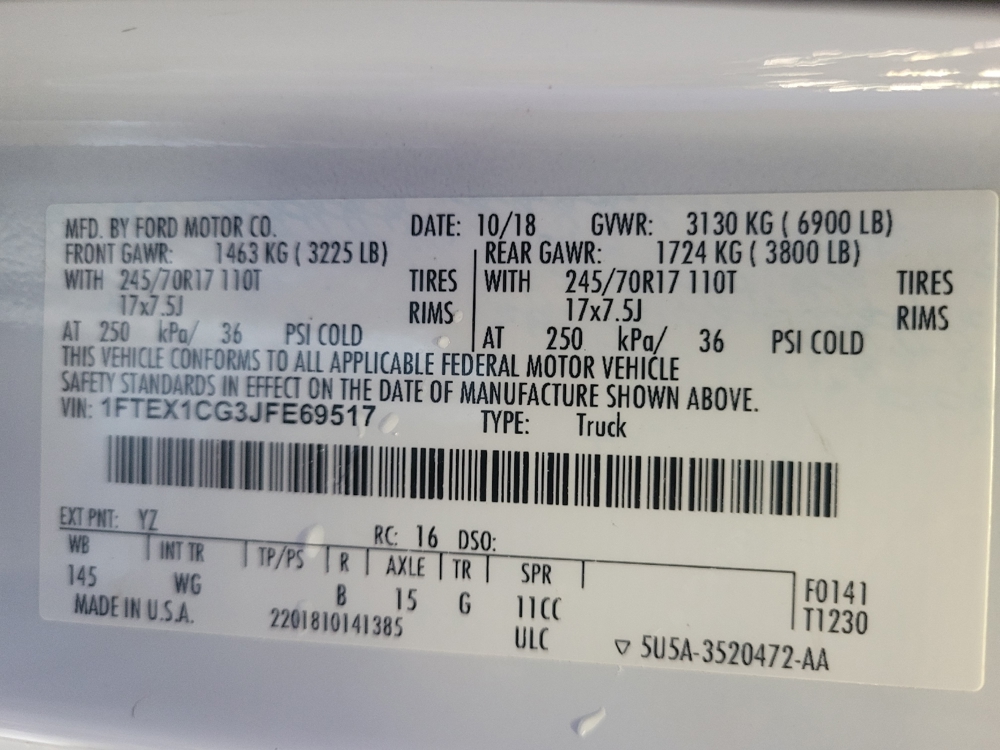 MFD. BY FORD MOTOR CO. DATE: 10/18 GVWR: 3130 KG ( 6900 LB)
FRONT GAWR: 1463 KG ( 3225 LB) REAR GAWR: 1724 KG ( 3800 LB)
WITH 245/70R17 110T TIRES WITH 245/70R17 110T TIRES
17x7.5J RIMS 17x7.5J RIMS
AT 250 kPa/ 36 PSI COLD AT 250 kPa/ 36 PSI COLD
THIS VEHICLE CONFORMS TO ALL APPLICABLE FEDERAL MOTOR VEHICLE
SAFETY STANDARDS IN EFFECT ON THE DATE OF MANUFACTURE SHOWN ABOVE.
VIN: 1FTEX1CG3JFE69517 TYPE: Truck
EXT PNT: YZ RC: 16 DSO:
WB INT TR TP/PS R AXLE TR SPR
145 WG B 15 G 11CC F0141
MADE IN U.S.A. 2201810141385 ULC T1230
▽ 5U5A-3520472-AA